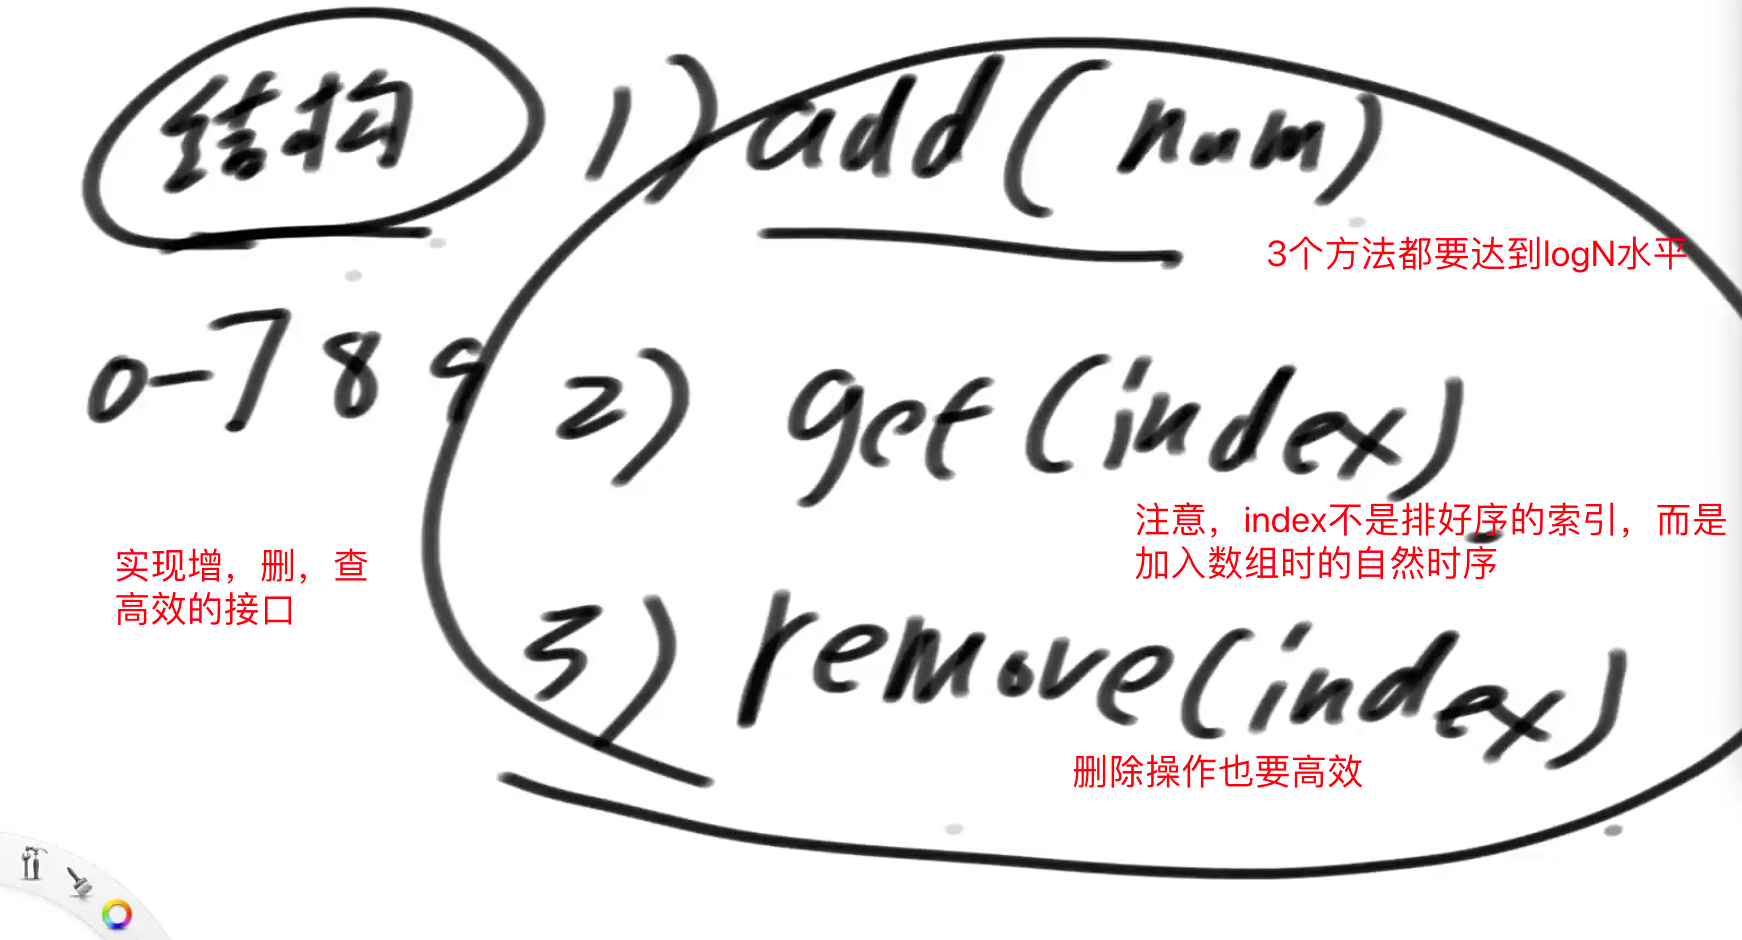 结构 1) add(num)
3个方法都要达到logN水平
0-789 2) get(index)
注意，index不是排好序的索引，而是
加入数组时的自然时序
实现增，删，查
高效的接口
3) remove(index)
删除操作也要高效